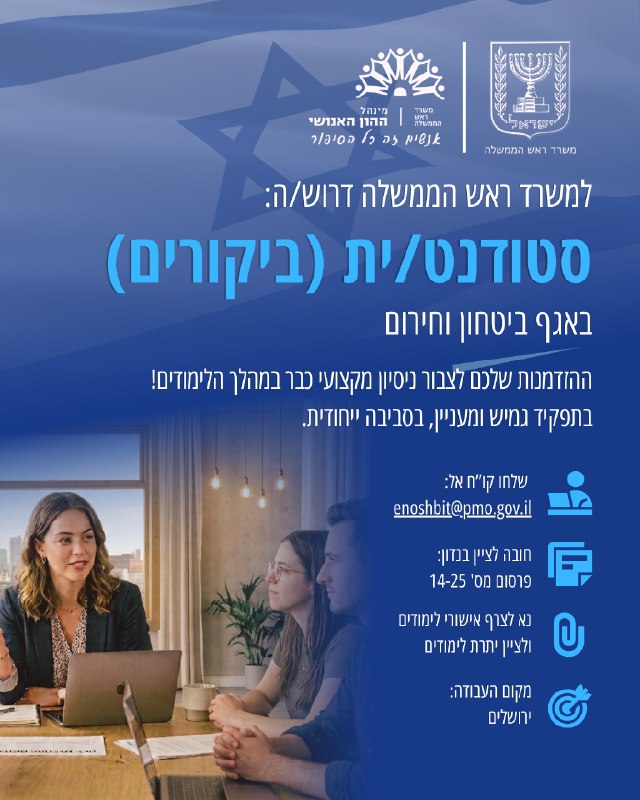 מינהל
ההון האנושי
משרד
ראש
הממשלה
אנשים זה כל הסיפור
ישראל
משרד ראש הממשלה
למשרד ראש הממשלה דרוש/ה:
סטודנט/ית (ביקורים)
באגף ביטחון וחירום
ההזדמנות שלכם לצבור ניסיון מקצועי כבר במהלך הלימודים!
בתפקיד גמיש ומעניין, בסביבה ייחודית.
שלחו קו"ח אל:
enoshbit@pmo.gov.il
חובה לציין בנדון:
פרסום מס' 14-25
נא לצרף אישורי לימודים
ולציין יתרת לימודים
מקום העבודה:
ירושלים